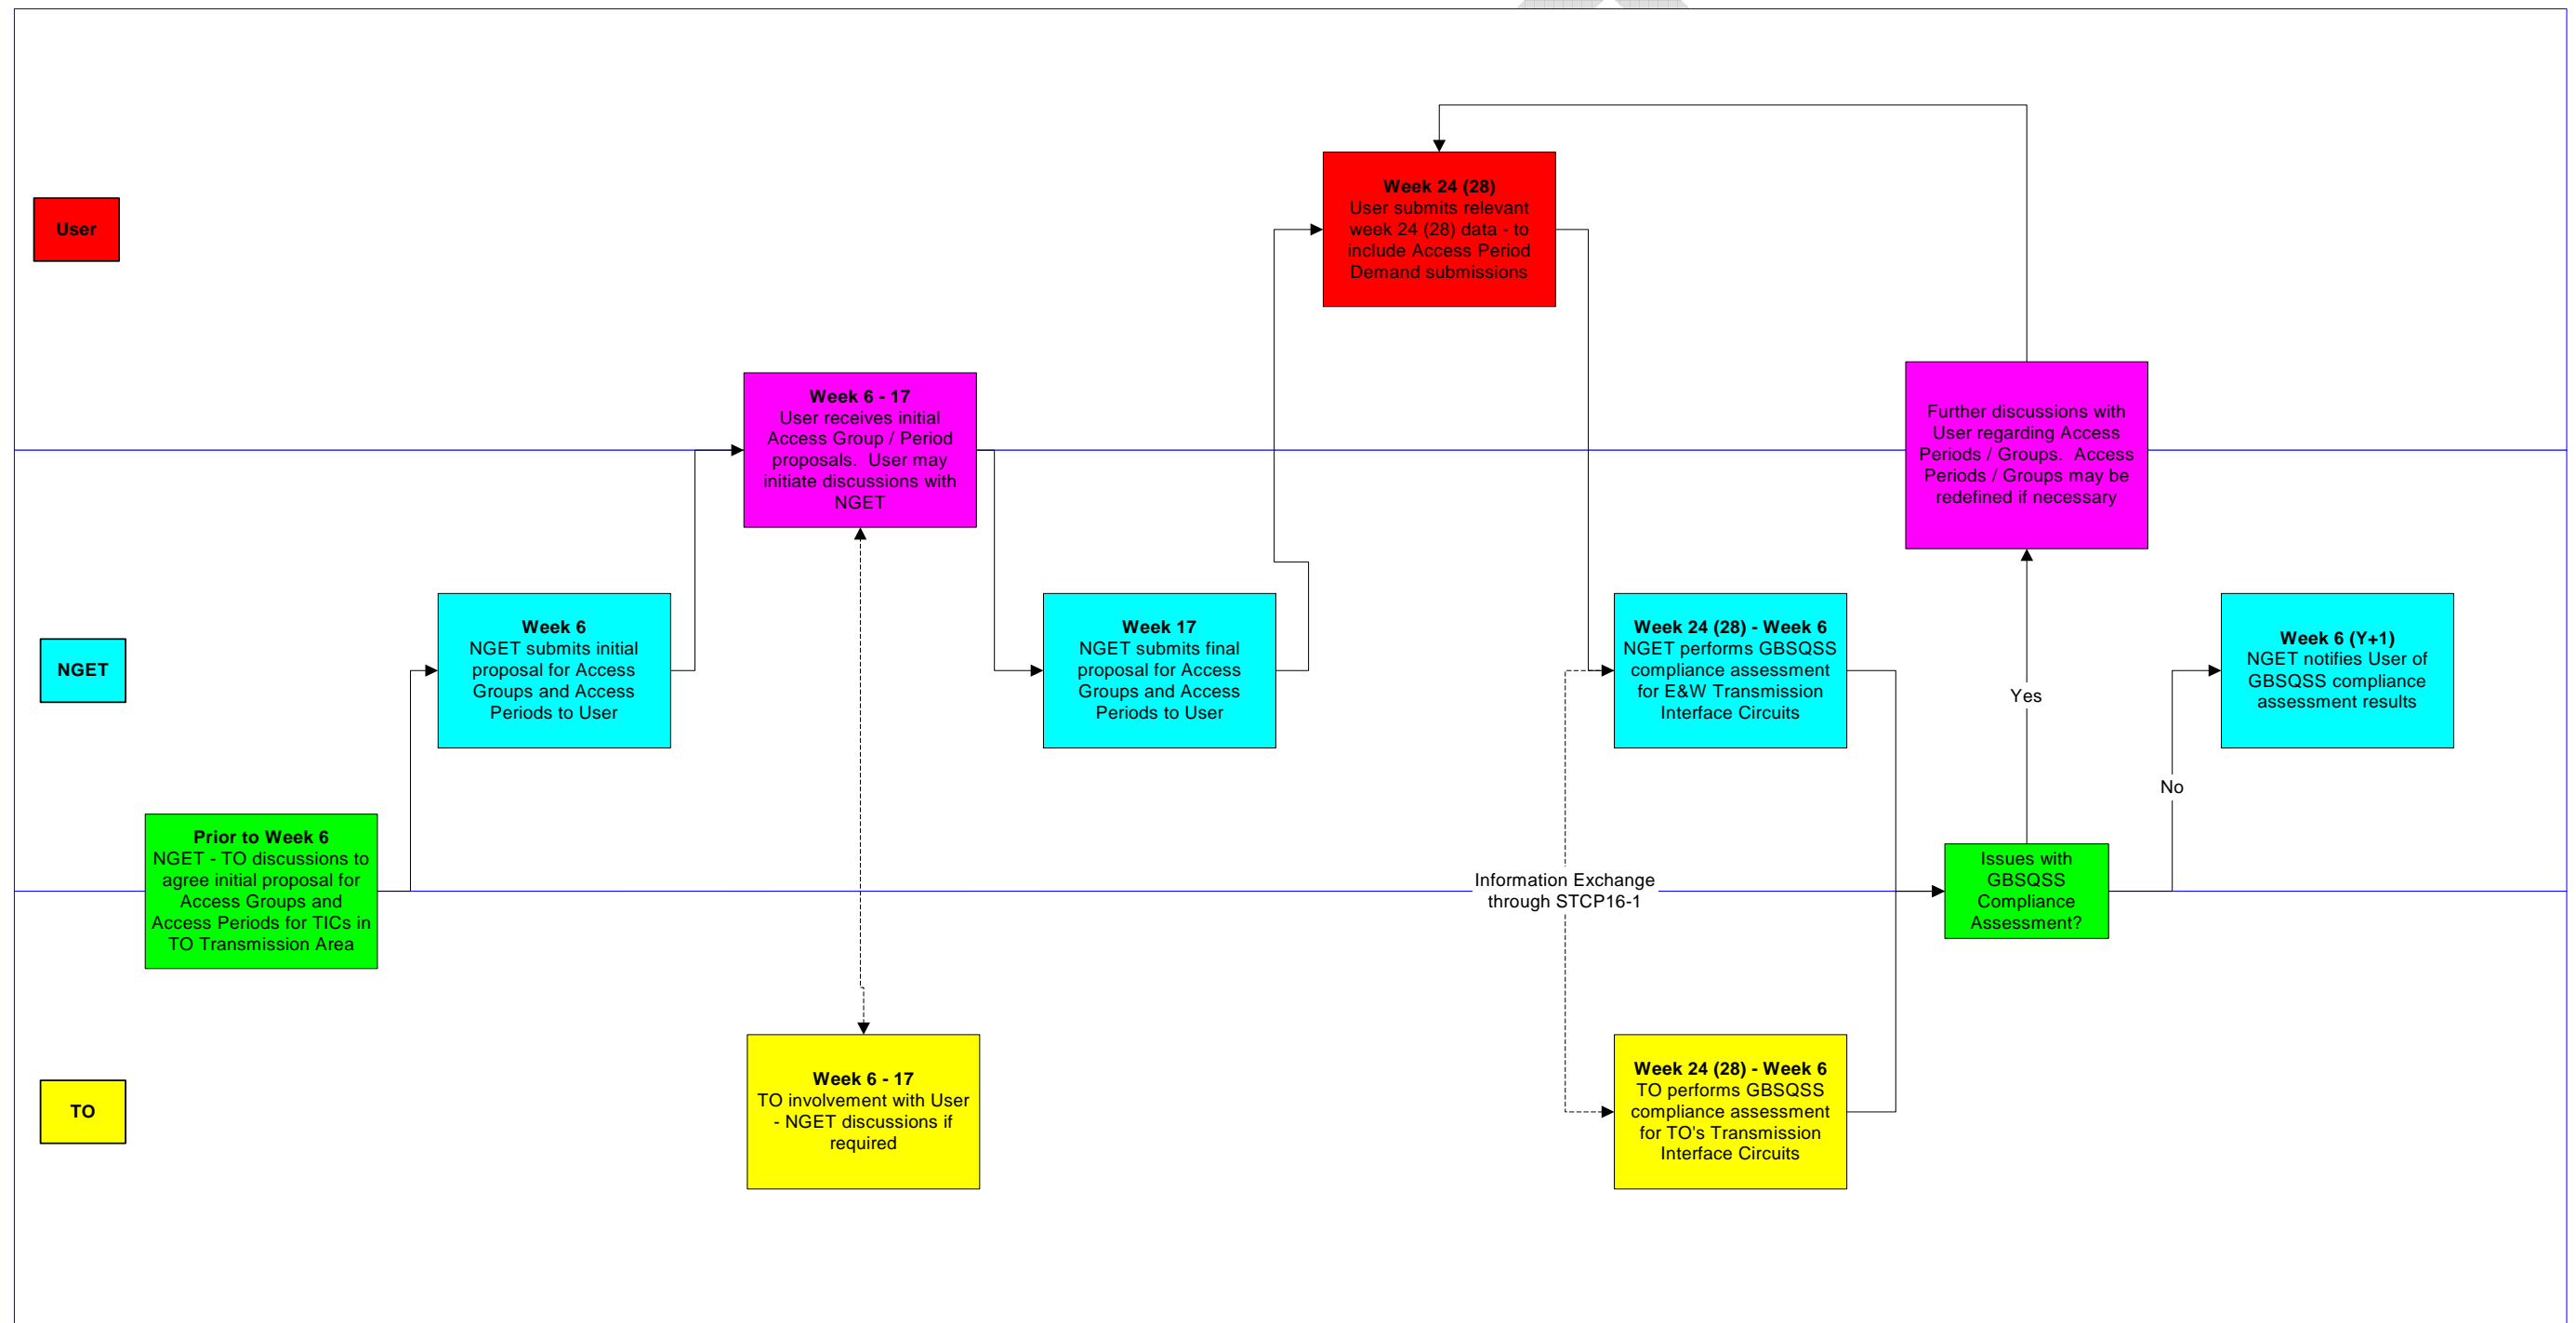 Week 24 (28)
User submits relevant
week 24 (28) data - to
include Access Period
Demand submissions
User
Week 6 - 17
User receives initial
Access Group / Period
proposals.  User may
initiate discussions with
NGET
Further discussions with
User regarding Access
Periods / Groups.  Access
Periods / Groups may be
redefined if necessary
NGET
Week 6
NGET submits initial
proposal for Access
Groups and Access
Periods to User
Week 17
NGET submits final
proposal for Access
Groups and Access
Periods to User
Week 24 (28) - Week 6
NGET performs GBSQSS
compliance assessment
for E&W Transmission
Interface Circuits
Yes
Week 6 (Y+1)
NGET notifies User of
GBSQSS compliance
assessment results
No
Prior to Week 6
NGET - TO discussions to
agree initial proposal for
Access Groups and
Access Periods for TICs in
TO Transmission Area
Information Exchange
through STCP16-1
Issues with
GBSQSS
Compliance
Assessment?
TO
Week 6 - 17
TO involvement with User
- NGET discussions if
required
Week 24 (28) - Week 6
TO performs GBSQSS
compliance assessment
for TO's Transmission
Interface Circuits